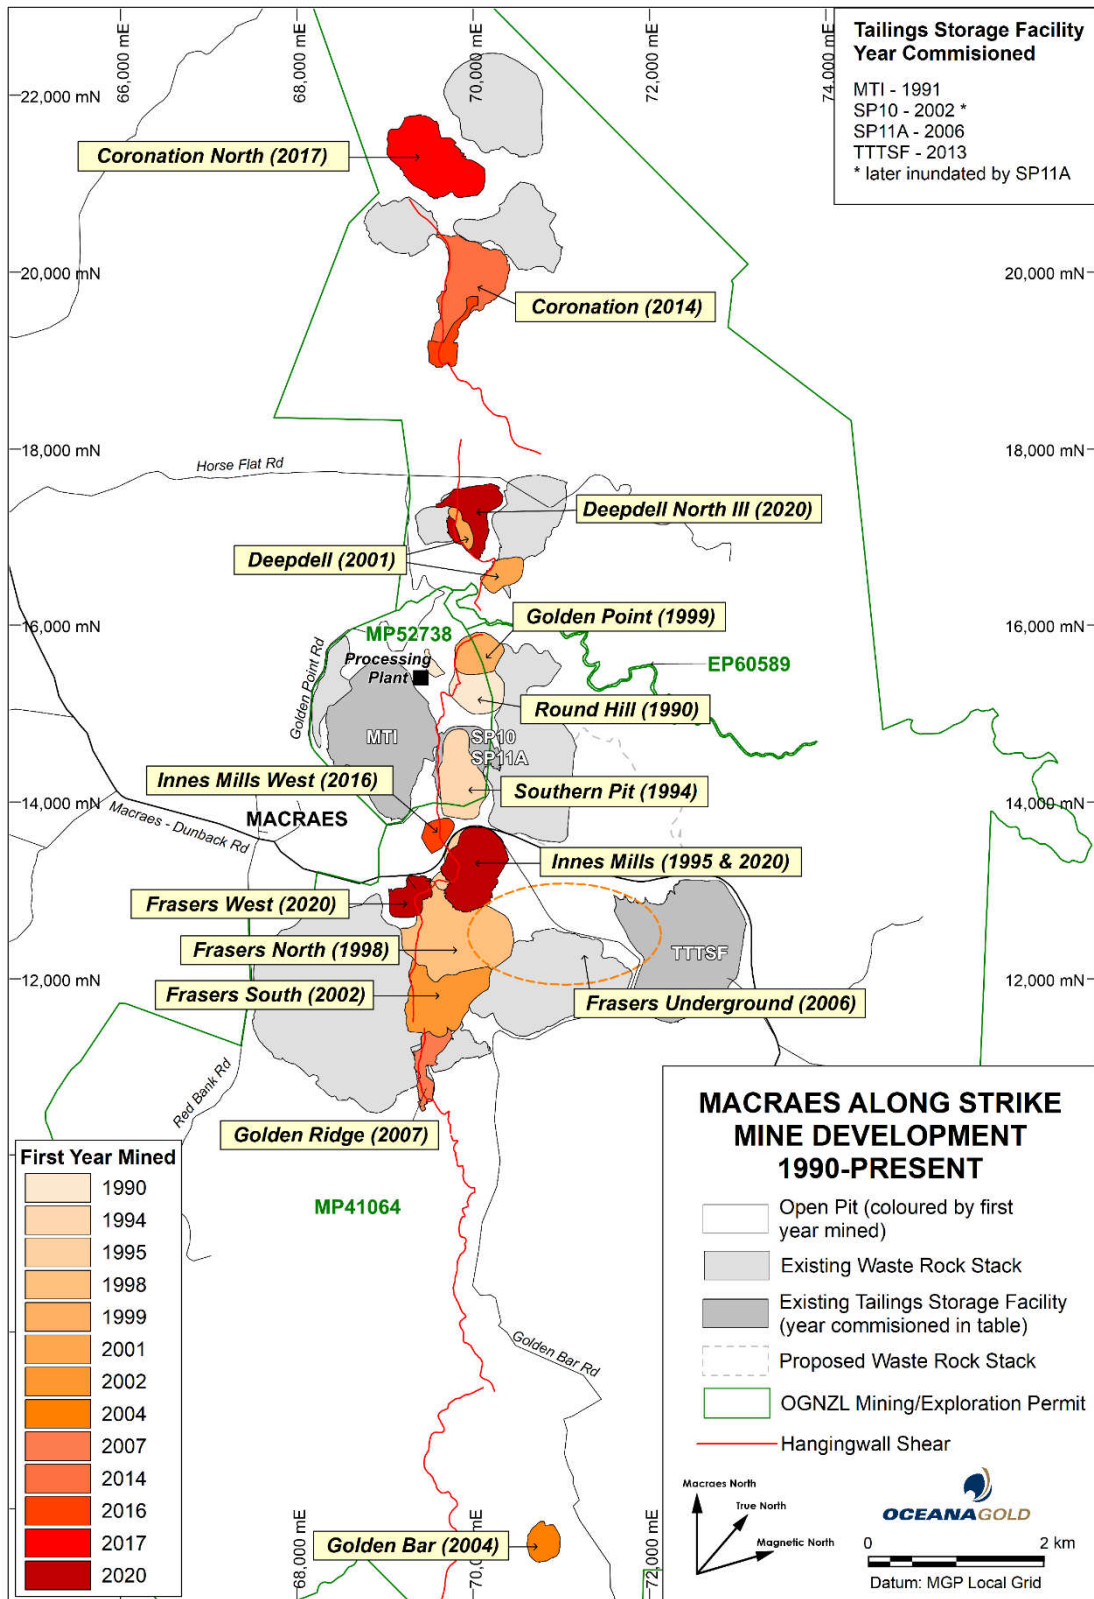 66,000 mE
68,000 mE
70,000 mE
72,000 mE
74,000 mE
Tailings Storage Facility
Year Commisioned
MTI - 1991
SP10 - 2002 *
SP11A - 2006
TTTSF - 2013
* later inundated by SP11A
22,000 mN
Coronation North (2017)
20,000 mN
20,000 mN
Coronation (2014)
18,000 mN
18,000 mN
Horse Flat Rd
Deepdell North III (2020)
Deepdell (2001)
Golden Point (1999)
16,000 mN
16,000 mN
MP52738
Golden Point Rd
Processing
Plant
EP60589
Round Hill (1990)
MTI
SP10
SP11A
Innes Mills West (2016)
Southern Pit (1994)
14,000 mN
14,000 mN
MACRAES
Macraes - Dunback Rd
Innes Mills (1995 & 2020)
Frasers West (2020)
Frasers North (1998)
TTTSF
12,000 mN
12,000 mN
Frasers South (2002)
Frasers Underground (2006)
Red Bank Rd
Golden Ridge (2007)
MP41064
Golden Bar Rd
Golden Bar (2004)
68,000 mE
70,000 mE
72,000 mE
First Year Mined
1990
1994
1995
1998
1999
2001
2002
2004
2007
2014
2016
2017
2020
MACRAES ALONG STRIKE
MINE DEVELOPMENT
1990-PRESENT
Open Pit (coloured by first
year mined)
Existing Waste Rock Stack
Existing Tailings Storage Facility
(year commisioned in table)
Proposed Waste Rock Stack
OGNZL Mining/Exploration Permit
Hangingwall Shear
Macraes North
True North
Magnetic North
OCEANAGOLD
0 2 km
Datum: MGP Local Grid